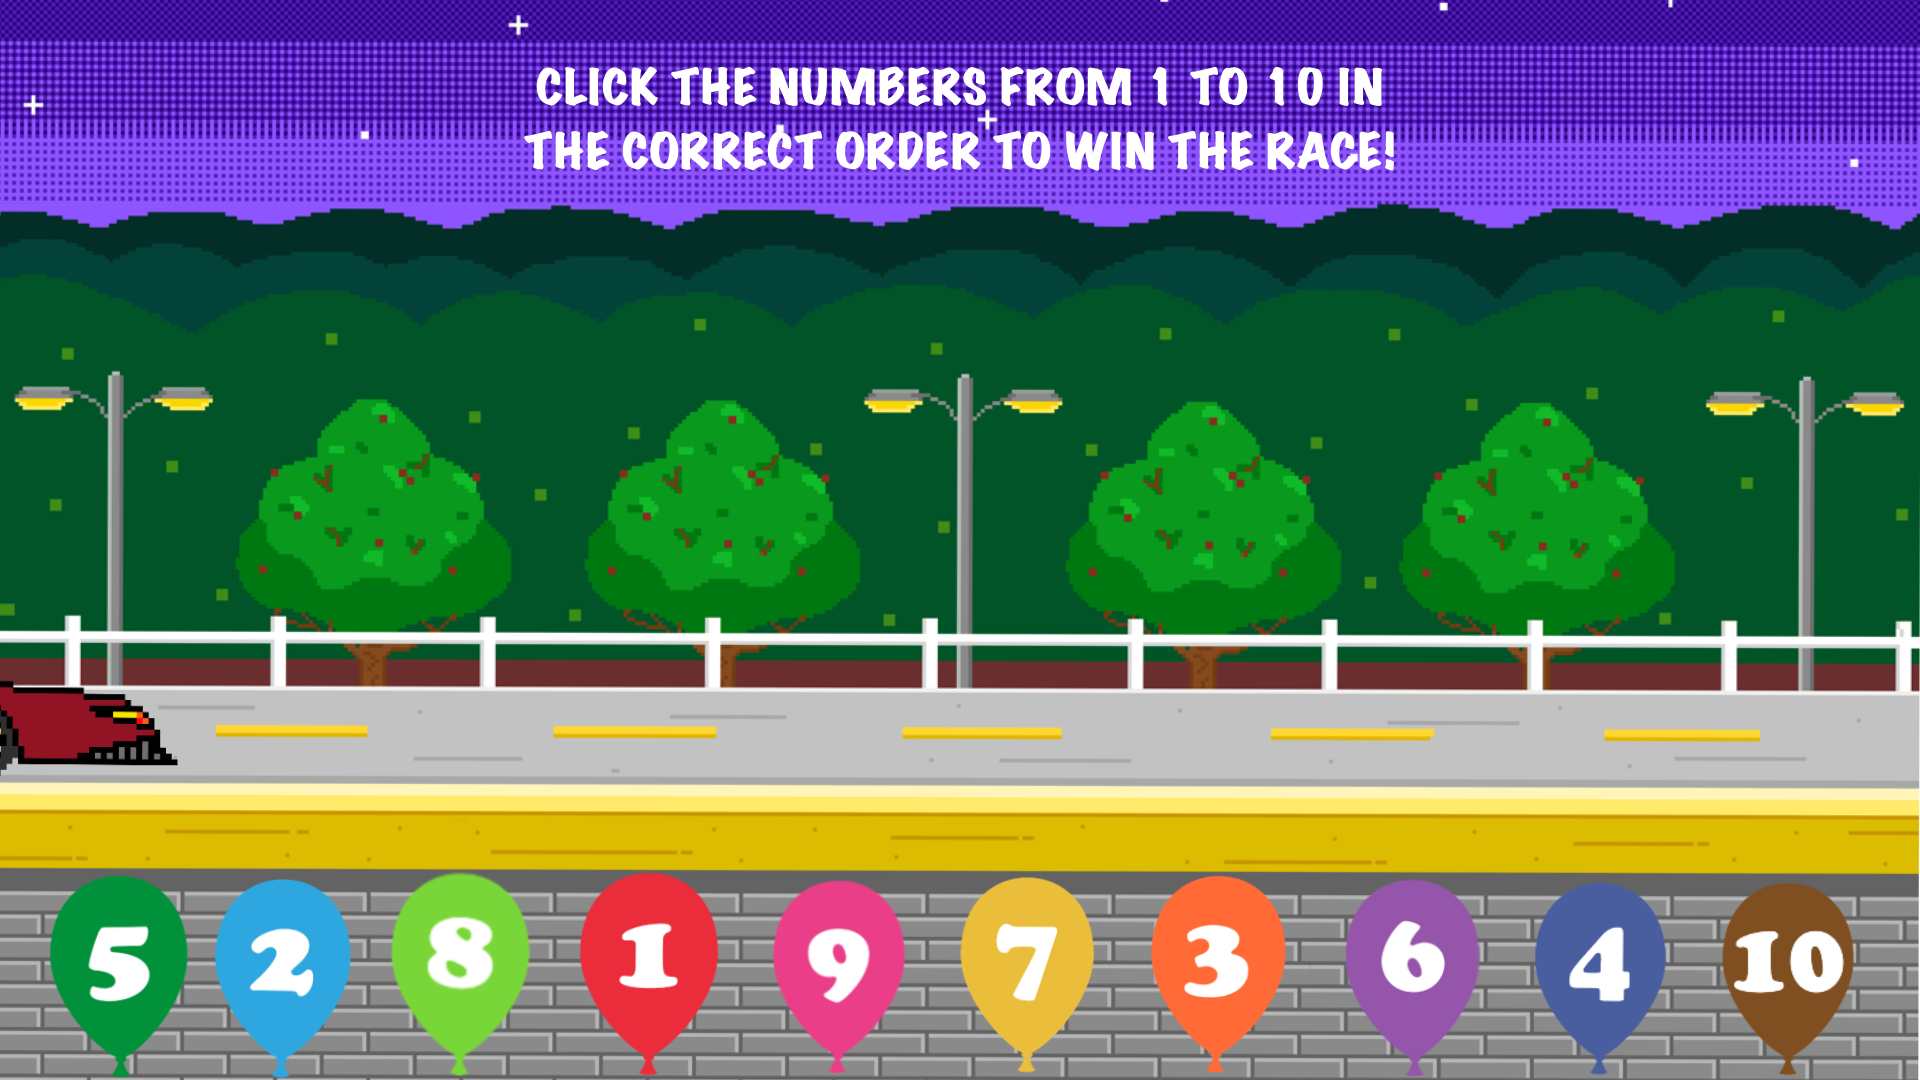 CLICK THE NUMBERS FROM 1 TO 10 IN
THE CORRECT ORDER TO WIN THE RACE!
5 2 8 1 9 7 3 6 4 10